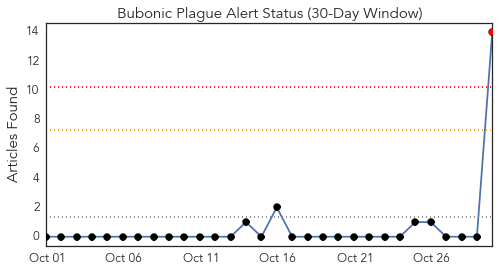 Bubonic Plague Alert Status (30-Day Window)
Articles Found
14
12
10
8
6
4
2
0
Oct 01
Oct 06
Oct 11
Oct 16
Oct 21
Oct 26